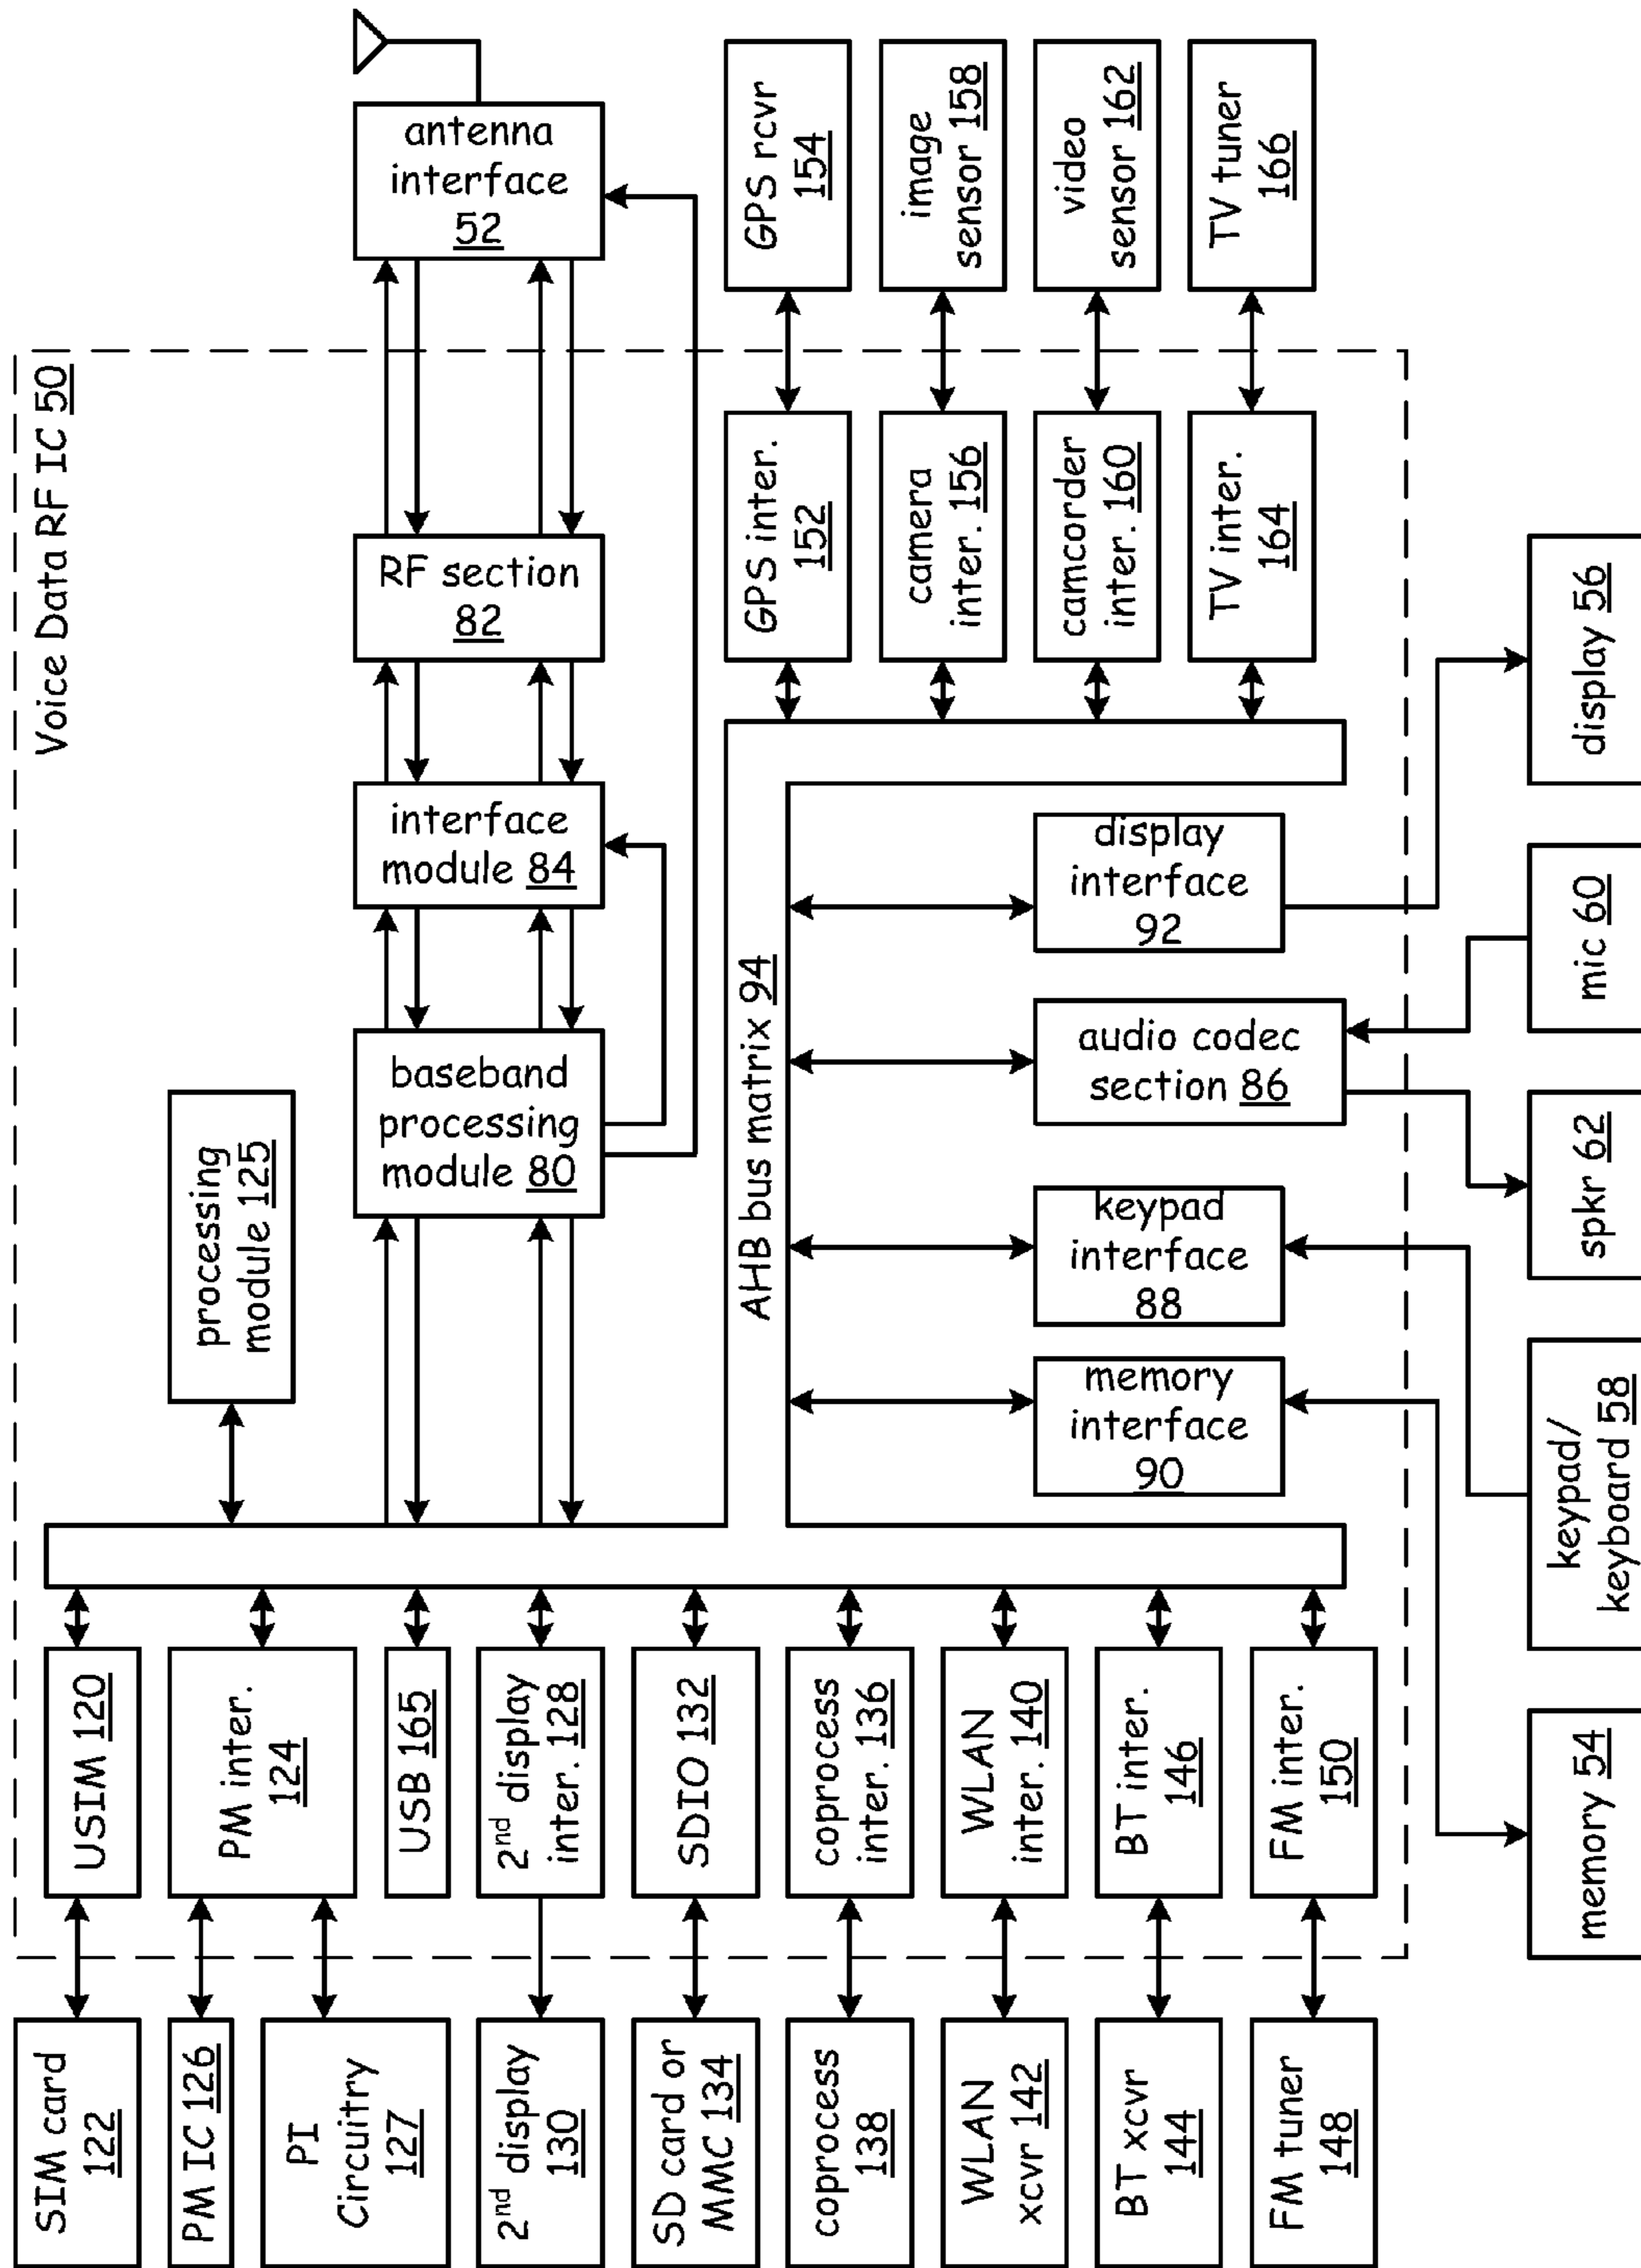 Voice Data RF IC 50
SIM card
122
USIM 120
processing
module 125
PM IC 126
PM inter.
124
PI
Circuitry
127
USB 165
baseband
processing
module 80
interface
module 84
RF section
82
antenna
interface
52
2nd display
130
2nd display
inter. 128
SD card or
MMC 134
SDIO 132
AHB bus matrix 94
GPS inter.
152
GPS rcvr
154
coprocess
138
coprocess
inter. 136
camera
inter. 156
image
sensor 158
WLAN
xcvr 142
WLAN
inter. 140
memory
interface
90
keypad
interface
88
audio codec
section 86
display
interface
92
camcorder
inter. 160
video
sensor 162
BT xcvr
144
BT inter.
146
TV inter.
164
TV tuner
166
FM tuner
148
FM inter.
150
memory 54
keypad/
keyboard 58
spkr 62
mic 60
display 56